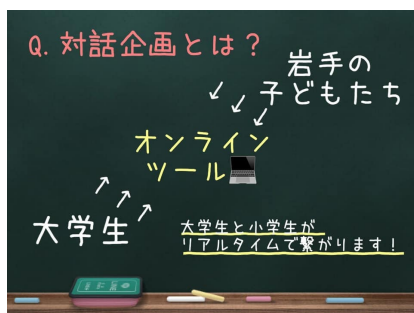 Q. 対話企画とは？
岩手の
子どもたち
オンライン
ツール
大学生
大学生と小学生が
リアルタイムで繋がります！